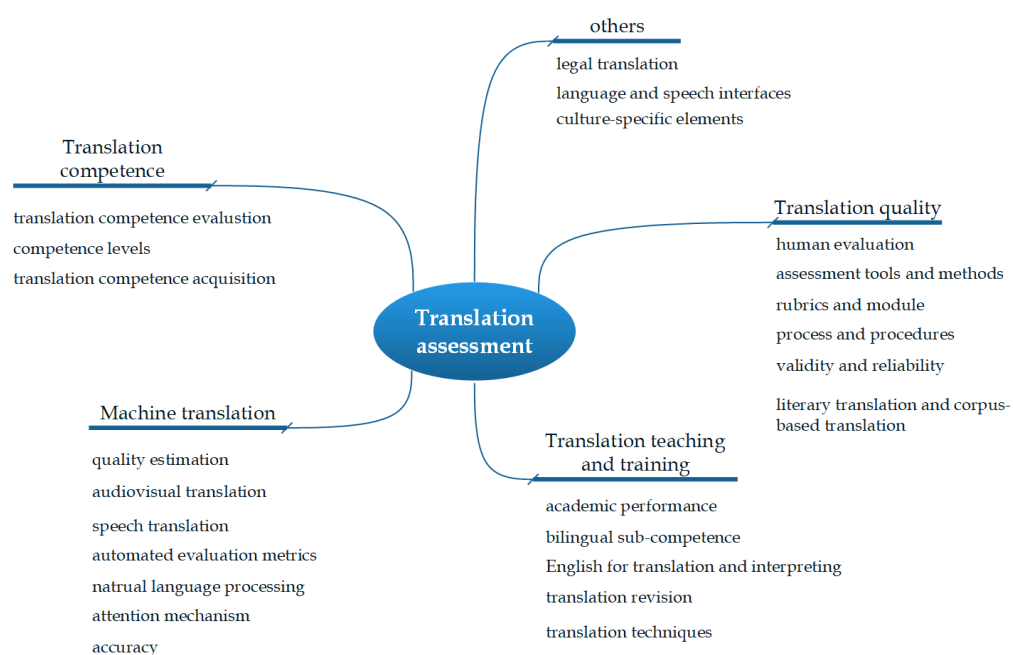 others
legal translation
language and speech interfaces
culture-specific elements
Translation
competence
translation competence evalustion
competence levels
translation competence acquisition
Translation quality
human evaluation
assessment tools and methods
rubrics and module
process and procedures
validity and reliability
literary translation and corpus-
based translation
Translation
assessment
Machine translation
quality estimation
audiovisual translation
speech translation
automated evaluation metrics
natrual language processing
attention mechanism
accuracy
Translation teaching
and training
academic performance
bilingual sub-competence
English for translation and interpreting
translation revision
translation techniques